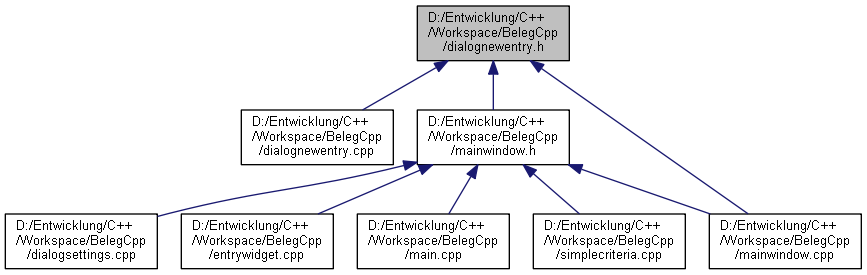 D:/Entwicklung/C++
/Workspace/BelegCpp
/dialognewentry.h
D:/Entwicklung/C++
/Workspace/BelegCpp
/dialognewentry.cpp
D:/Entwicklung/C++
/Workspace/BelegCpp
/mainwindow.h
D:/Entwicklung/C++
/Workspace/BelegCpp
/dialogsettings.cpp
D:/Entwicklung/C++
/Workspace/BelegCpp
/entrywidget.cpp
D:/Entwicklung/C++
/Workspace/BelegCpp
/main.cpp
D:/Entwicklung/C++
/Workspace/BelegCpp
/simplecriteria.cpp
D:/Entwicklung/C++
/Workspace/BelegCpp
/mainwindow.cpp